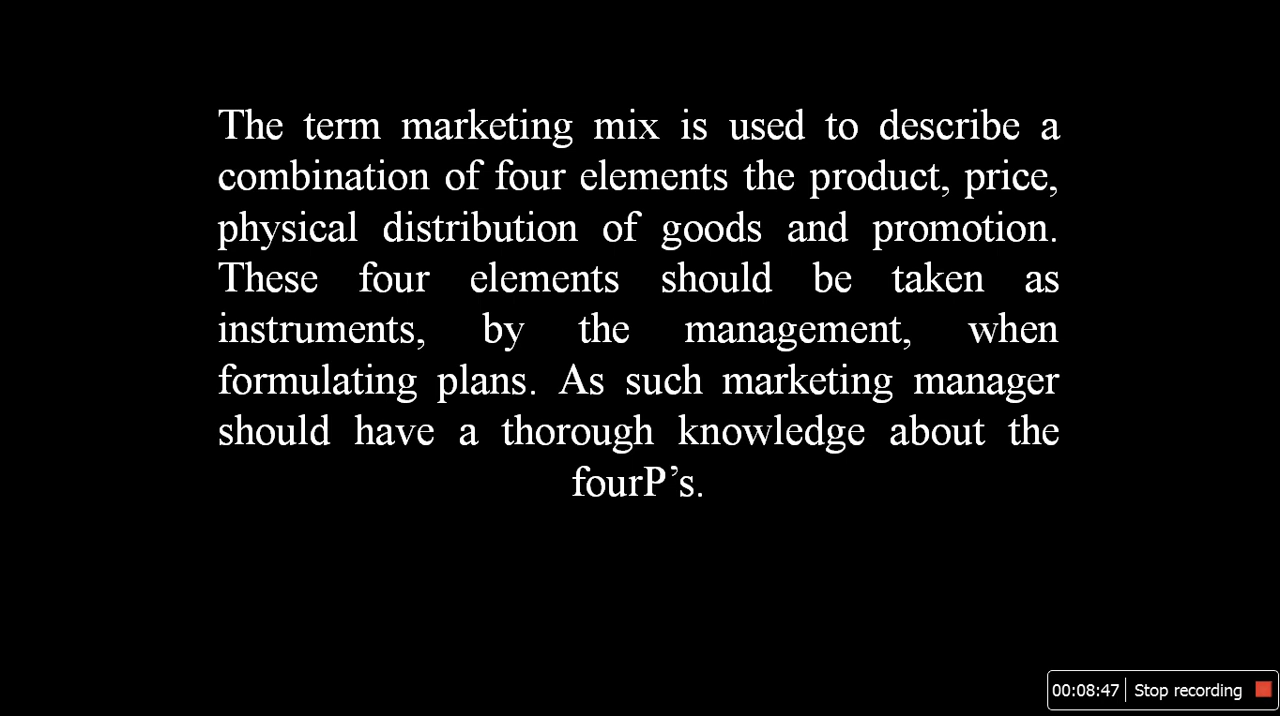 The term marketing mix is used to describe a
combination of four elements the product, price,
physical distribution of goods and promotion.
These four elements should be taken as
instruments, by the management, when
formulating plans. As such marketing manager
should have a thorough knowledge about the
fourP’s.
00:08:47 Stop recording